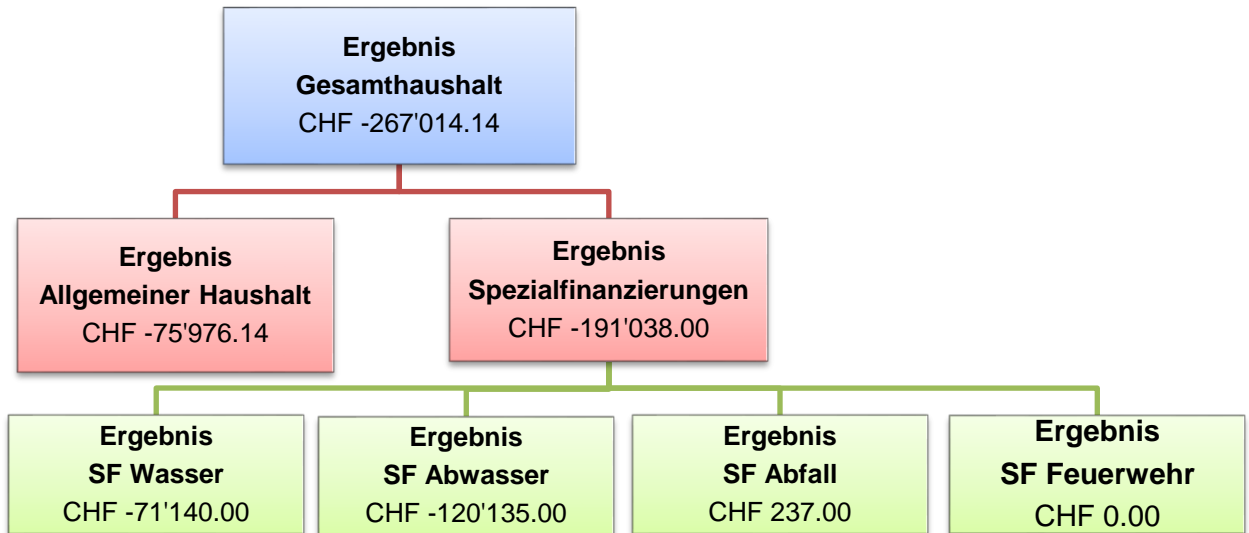 Ergebnis
Gesamthaushalt
CHF -267'014.14
Ergebnis
Allgemeiner Haushalt
CHF -75'976.14
Ergebnis
Spezialfinanzierungen
CHF -191'038.00
Ergebnis
SF Wasser
CHF -71'140.00
Ergebnis
SF Abwasser
CHF -120'135.00
Ergebnis
SF Abfall
CHF 237.00
Ergebnis
SF Feuerwehr
CHF 0.00